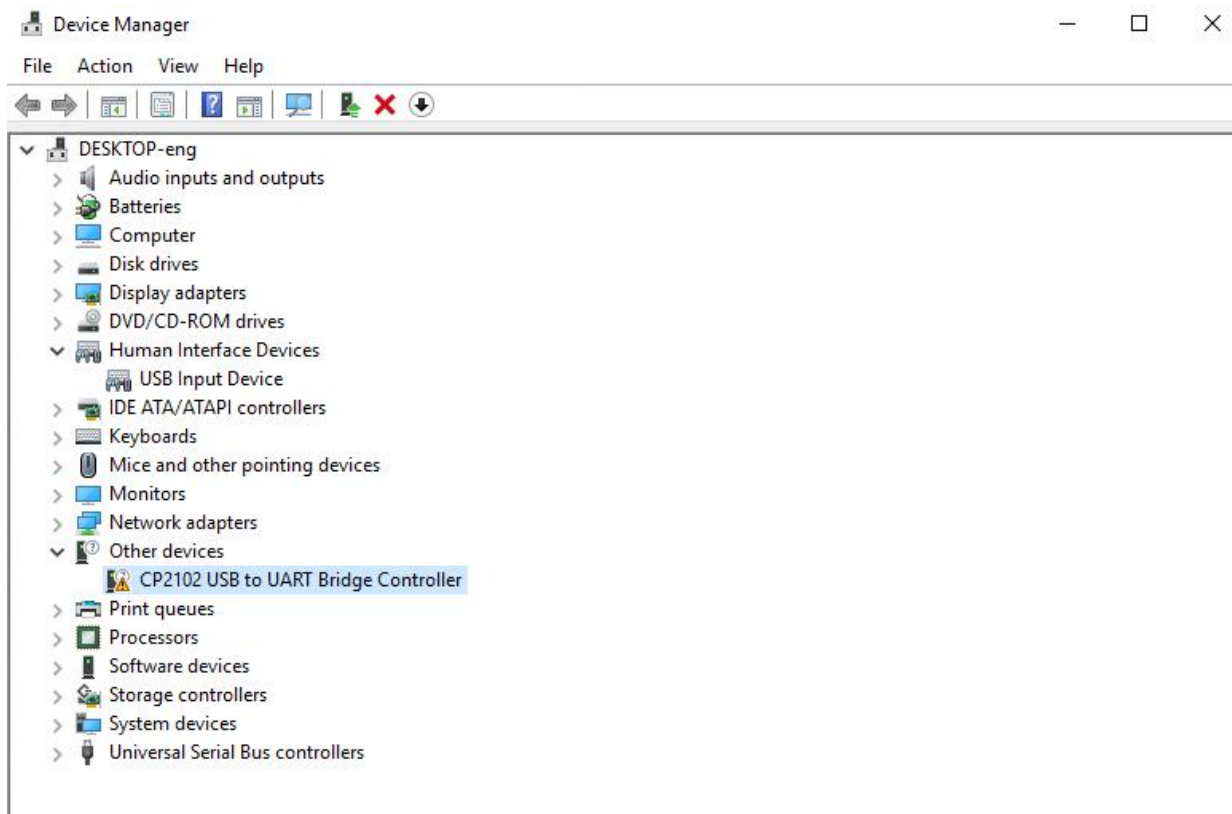 Device Manager
File Action View Help
DESKTOP-eng
Audio inputs and outputs
Batteries
Computer
Disk drives
Display adapters
DVD/CD-ROM drives
Human Interface Devices
USB Input Device
IDE ATA/ATAPI controllers
Keyboards
Mice and other pointing devices
Monitors
Network adapters
Other devices
CP2102 USB to UART Bridge Controller
Print queues
Processors
Software devices
Storage controllers
System devices
Universal Serial Bus controllers